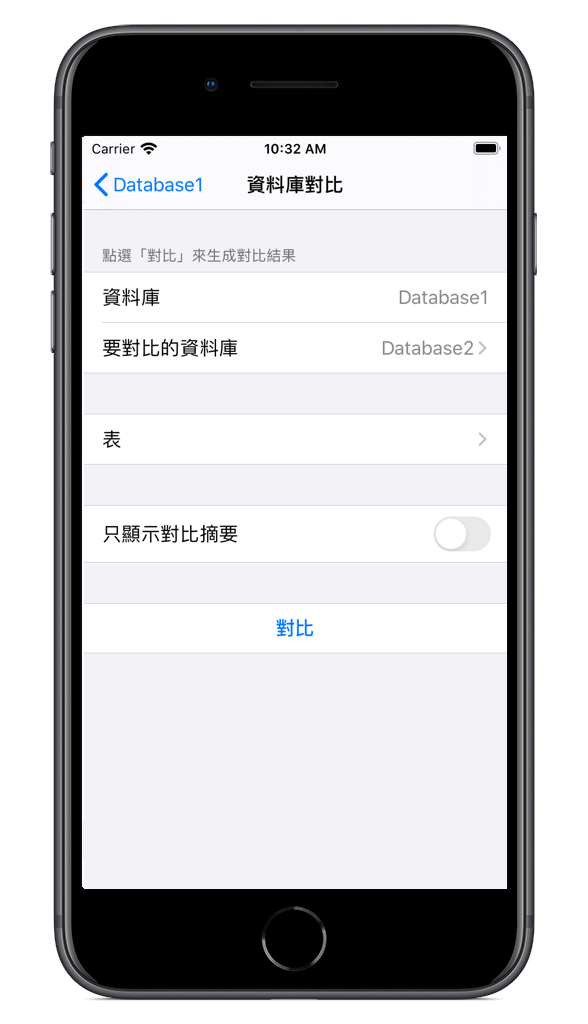 Carrier 10:32 AM
Database1 資料庫對比
點選「對比」來生成對比結果
資料庫 Database1
要對比的資料庫 Database2
表
只顯示對比摘要
對比